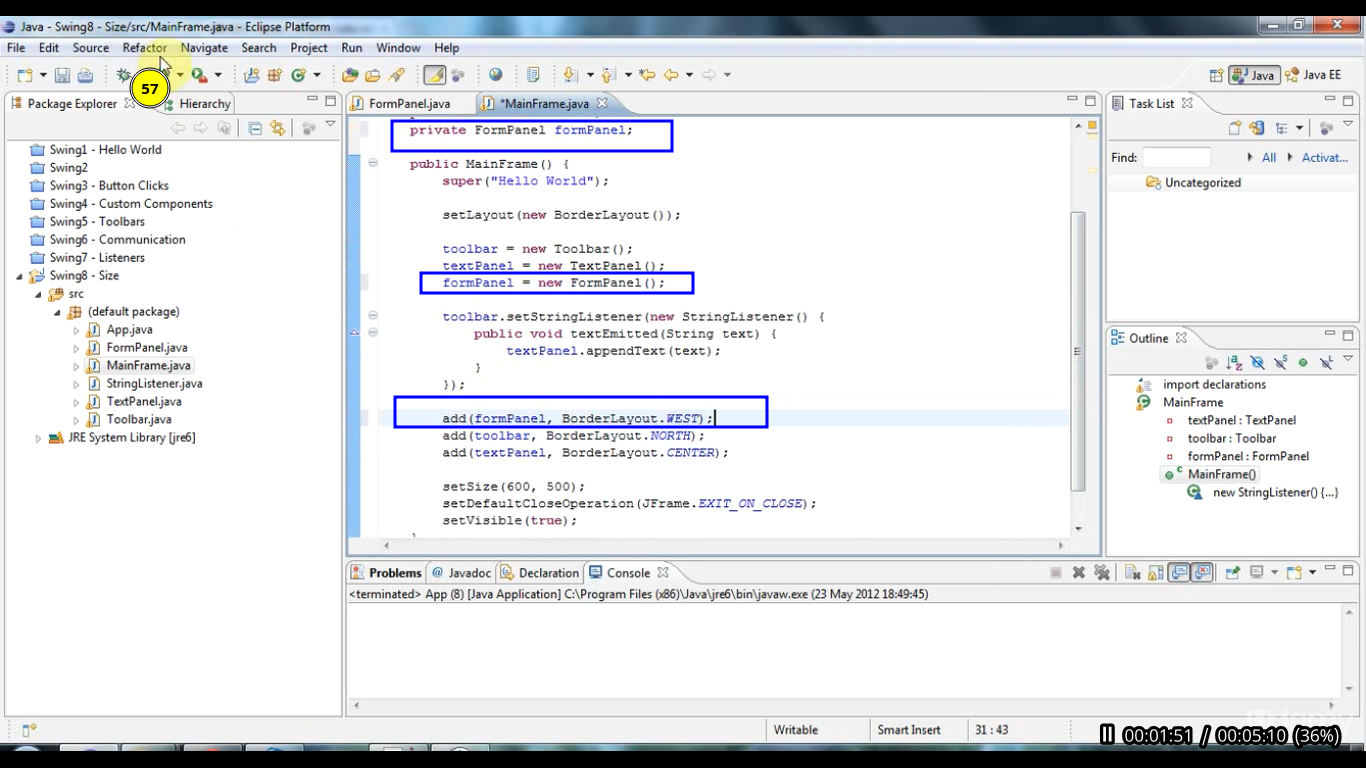 Java - Swing8 - Size/src/MainFrame.java - Eclipse Platform
File Edit Source Refactor Navigate Search Project Run Window Help
57
Java Java EE
Package Explorer Hierarchy
Swing1 - Hello World
Swing2
Swing3 - Button Clicks
Swing4 - Custom Components
Swing5 - Toolbars
Swing6 - Communication
Swing7 - Listeners
Swing8 - Size
src
(default package)
App.java
FormPanel.java
MainFrame.java
StringListener.java
TextPanel.java
Toolbar.java
JRE System Library [jre6]
FormPanel.java *MainFrame.java
private FormPanel formPanel;
public MainFrame() {
super("Hello World");
setLayout(new BorderLayout());
toolbar = new Toolbar();
textPanel = new TextPanel();
formPanel = new FormPanel();
toolbar.setStringListener(new StringListener() {
public void textEmitted(String text) {
textPanel.appendText(text);
}
});
add(formPanel, BorderLayout.WEST);
add(toolbar, BorderLayout.NORTH);
add(textPanel, BorderLayout.CENTER);
setSize(600, 500);
setDefaultCloseOperation(JFrame.EXIT_ON_CLOSE);
setVisible(true);
Task List
Find: All Activat...
Uncategorized
Outline
import declarations
MainFrame
textPanel : TextPanel
toolbar : Toolbar
formPanel : FormPanel
MainFrame()
new StringListener() {...}
Problems @ Javadoc Declaration Console
<terminated> App (8) [Java Application] C:\Program Files (x86)\Java\jre6\bin\javaw.exe (23 May 2012 18:49:45)
Writable Smart Insert 31 : 43
00:01:51 / 00:05:10 (36%)